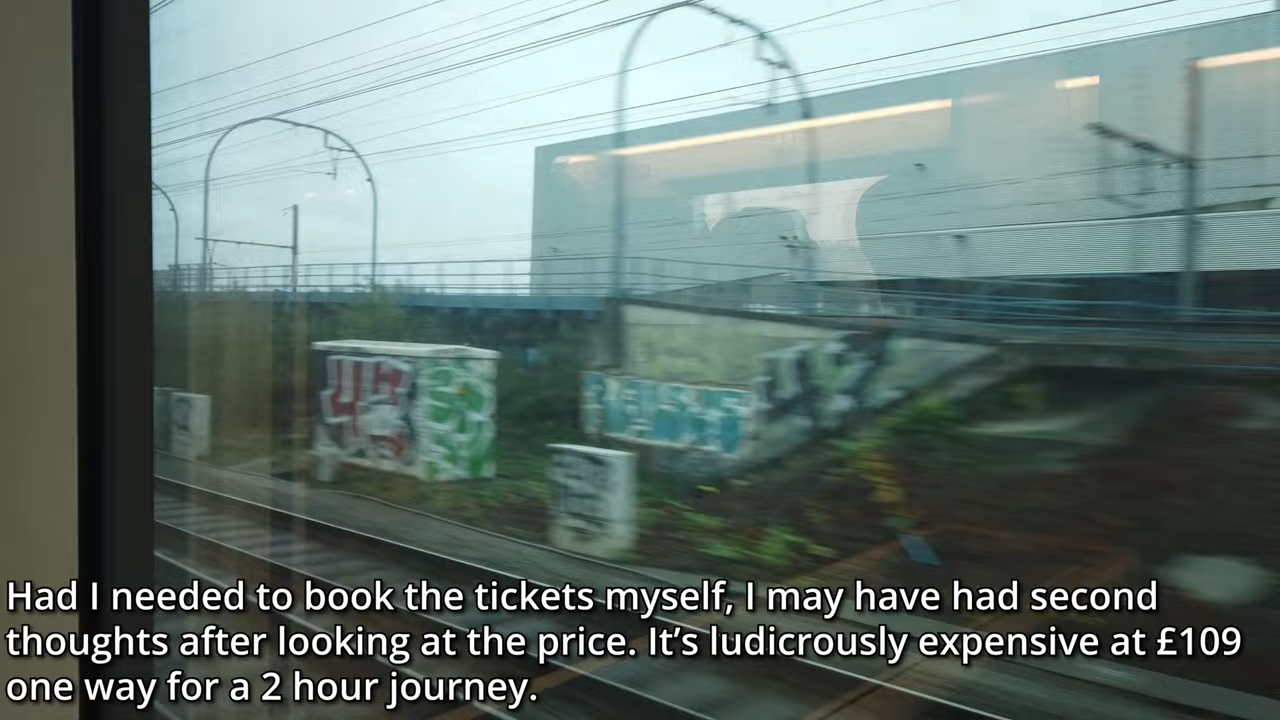 Had I needed to book the tickets myself, I may have had second
thoughts after looking at the price. It’s ludicrously expensive at £109
one way for a 2 hour journey.